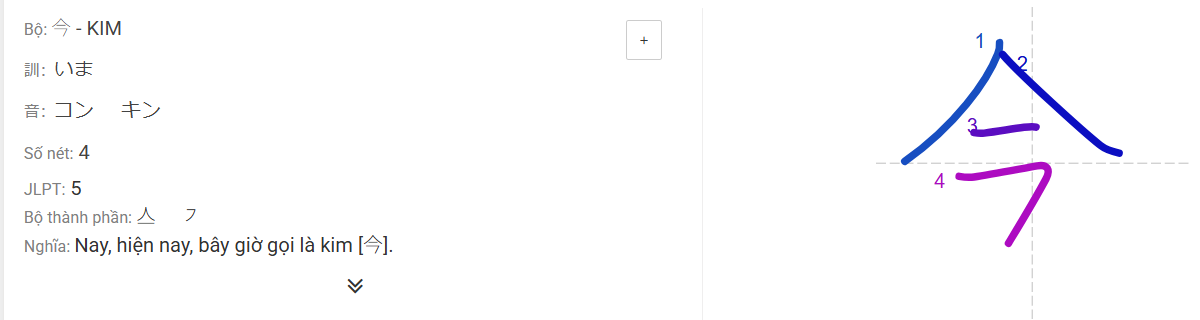 Bộ: 今 - KIM
+
訓: いま
音: コン キン
Số nét: 4
JLPT: 5
Bộ thành phần: 亼 ㇇
Nghĩa: Nay, hiện nay, bây giờ gọi là kim [今].
1
2
3
4
今